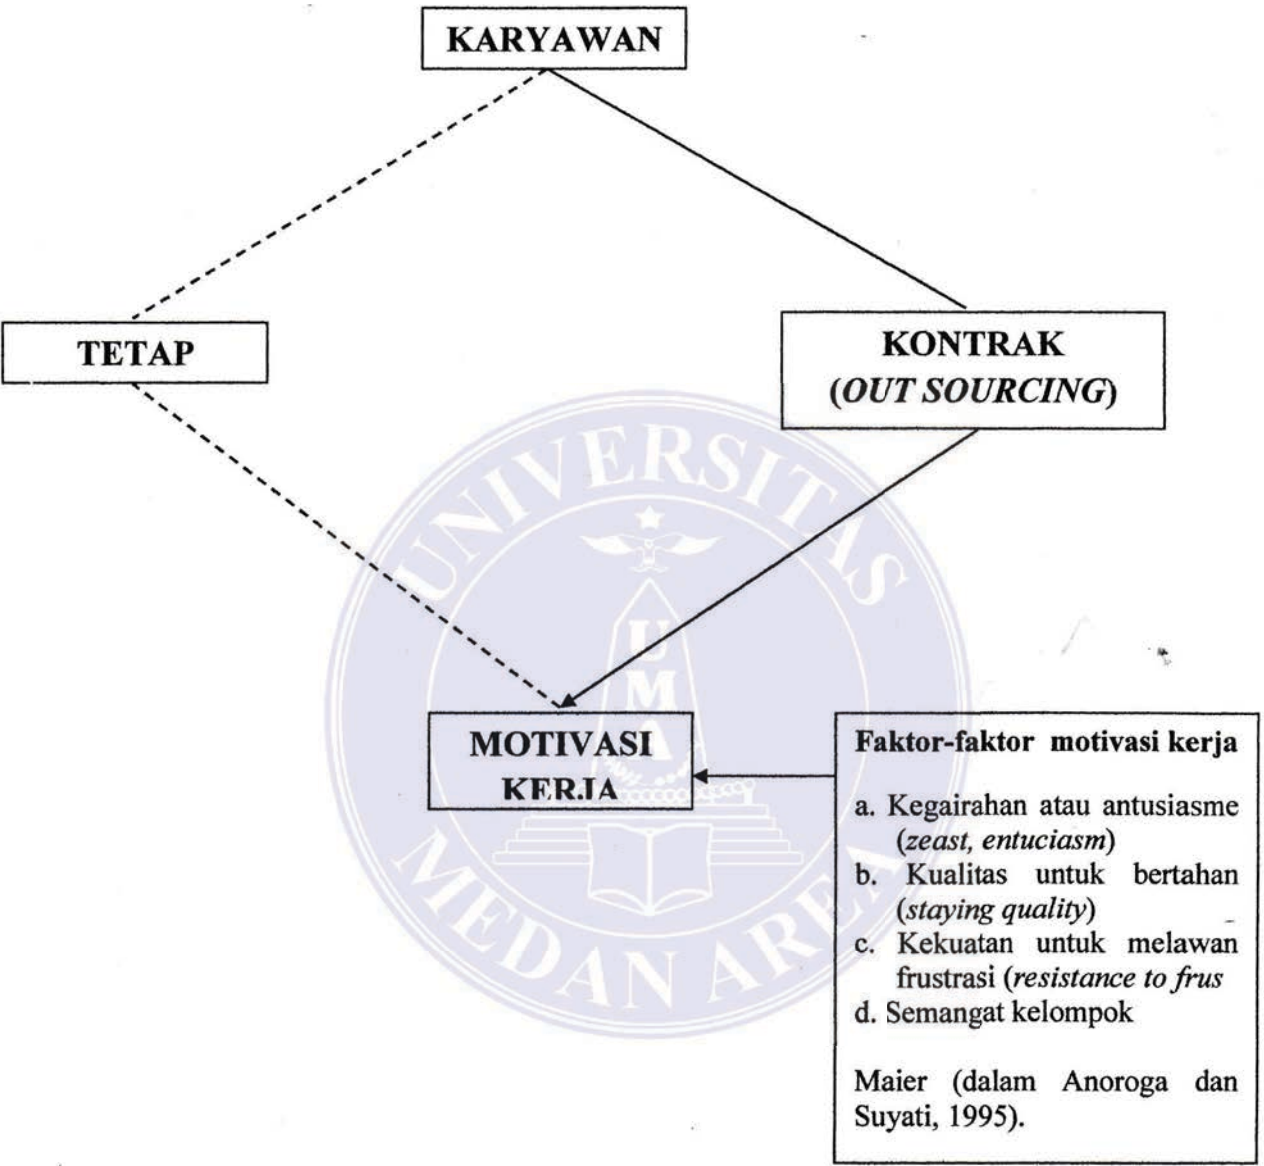 KARYAWAN
TETAP
KONTRAK
(OUT SOURCING)
UNIVERSITAS
UMA
MEDAN AREA
MOTIVASI
KERJA
Faktor-faktor motivasi kerja
a. Kegairahan atau antusiasme
(zeast, entuciasm)
b. Kualitas untuk bertahan
(staying quality)
c. Kekuatan untuk melawan
frustrasi (resistance to frus
d. Semangat kelompok
Maier (dalam Anoroga dan
Suyati, 1995).